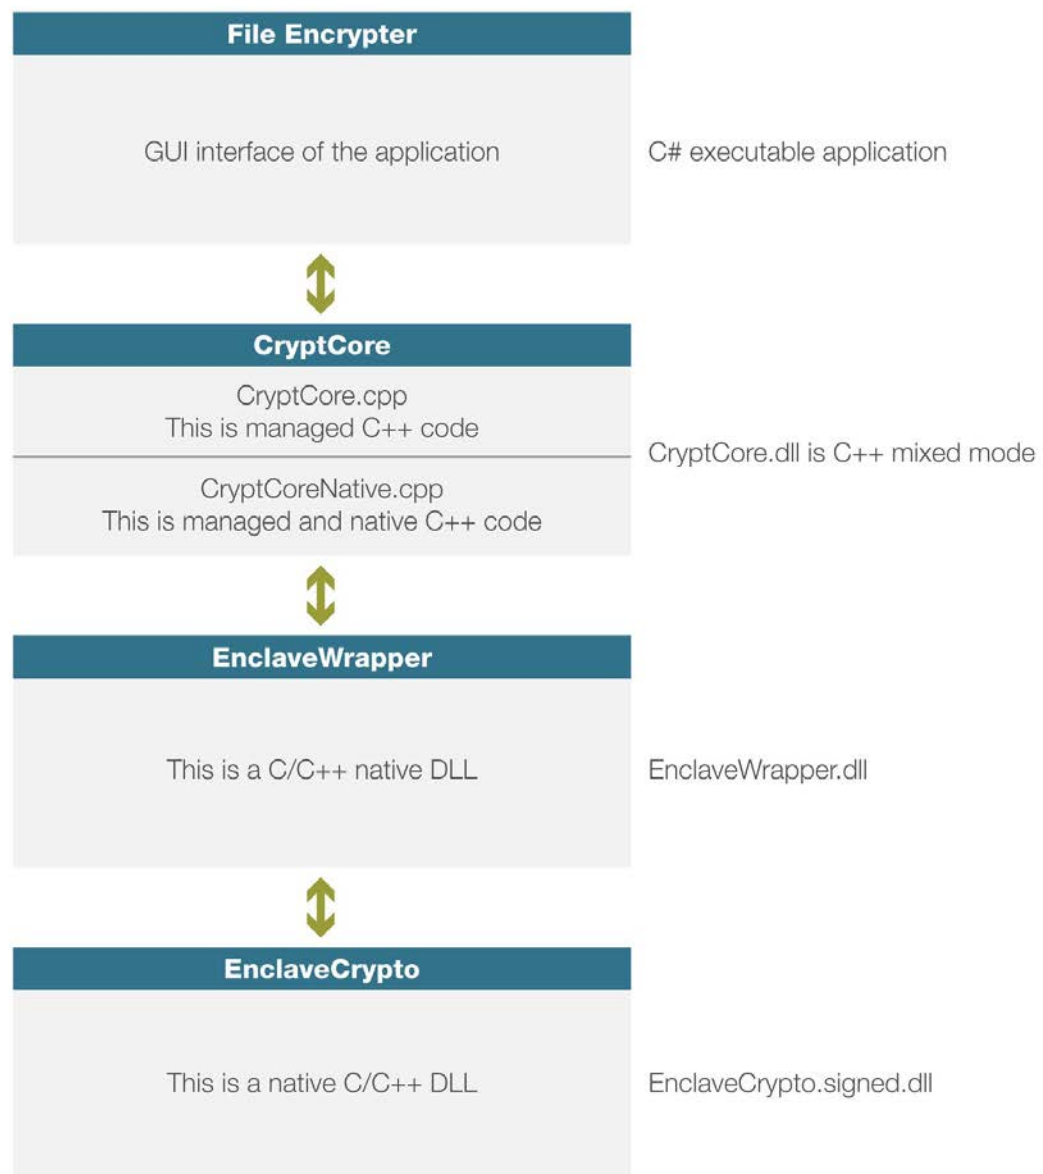 File Encrypter
GUI interface of the application
C# executable application
CryptCore
CryptCore.cpp
This is managed C++ code
CryptCore.dll is C++ mixed mode
CryptCoreNative.cpp
This is managed and native C++ code
EnclaveWrapper
This is a C/C++ native DLL
EnclaveWrapper.dll
EnclaveCrypto
This is a native C/C++ DLL
EnclaveCrypto.signed.dll